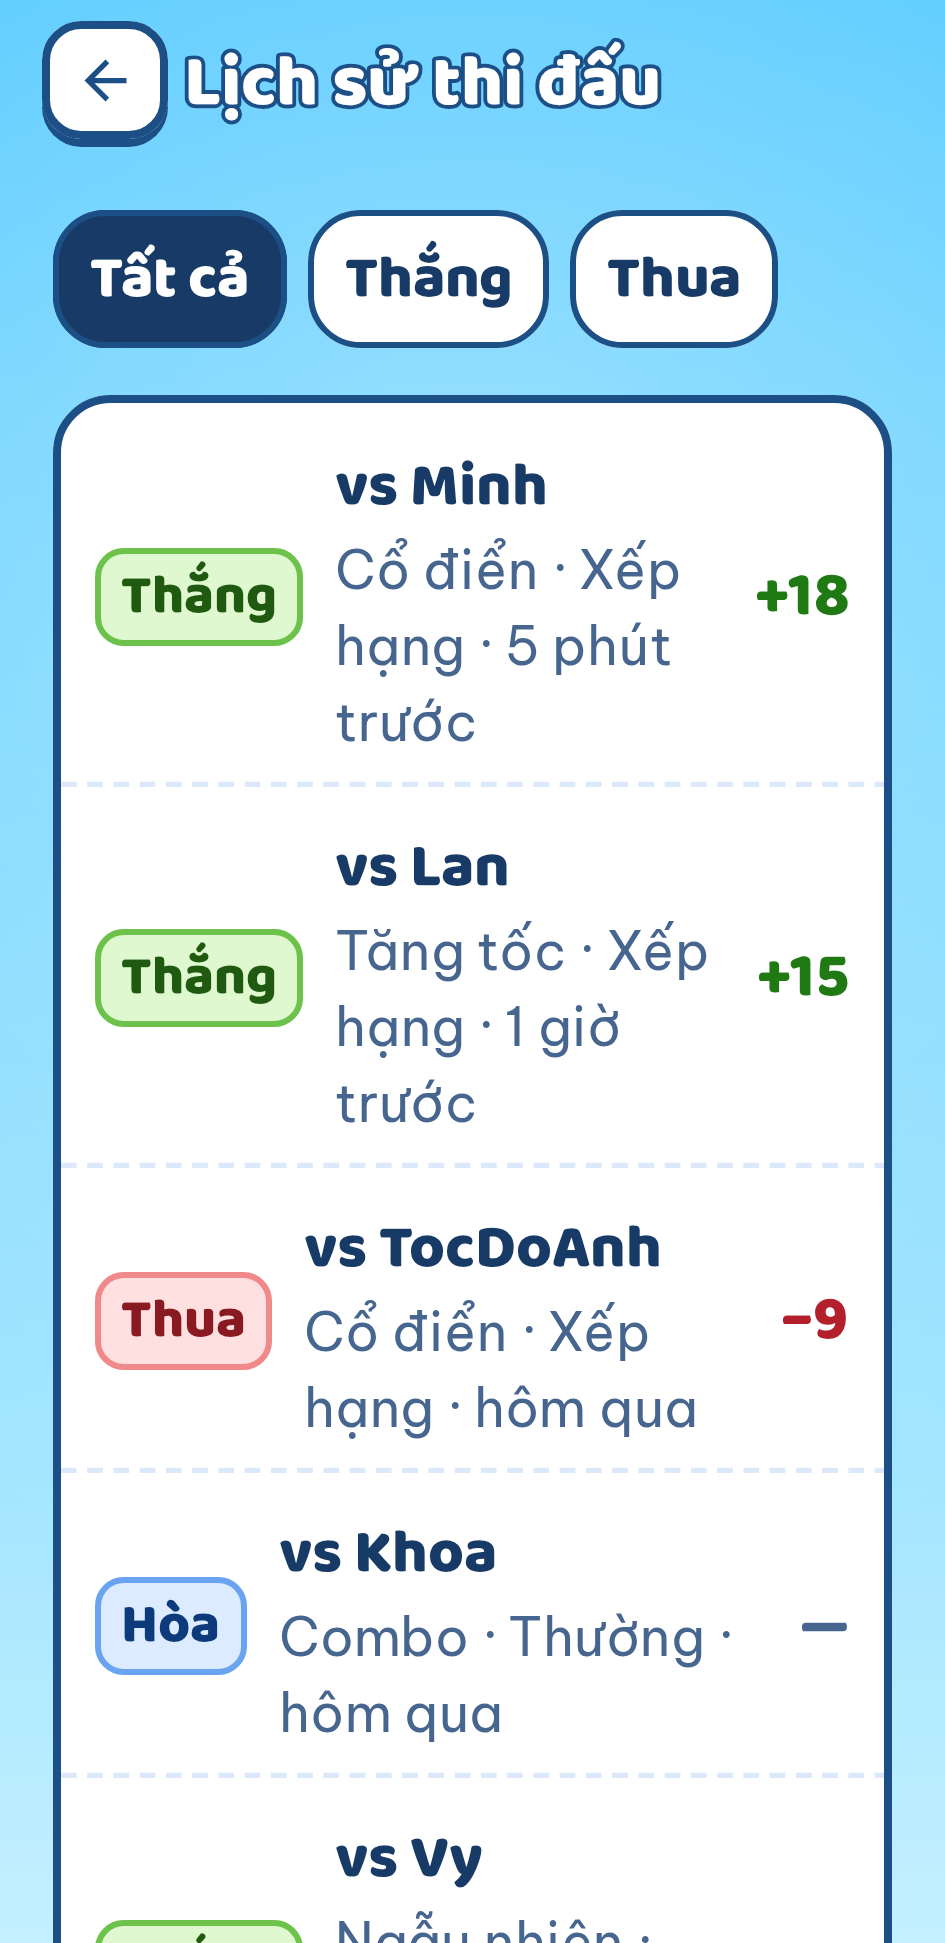 Lịch sử thi đấu
Tất cả
Thắng
Thua
vs Minh
Thắng
Cổ điển · Xếp
hạng · 5 phút
trước
+18
vs Lan
Thắng
Tăng tốc · Xếp
hạng · 1 giờ
trước
+15
vs TocDoAnh
Thua
Cổ điển · Xếp
hạng · hôm qua
−9
vs Khoa
Hòa
Combo · Thường ·
hôm qua
—
vs Vy
Ngẫu nhiên ·